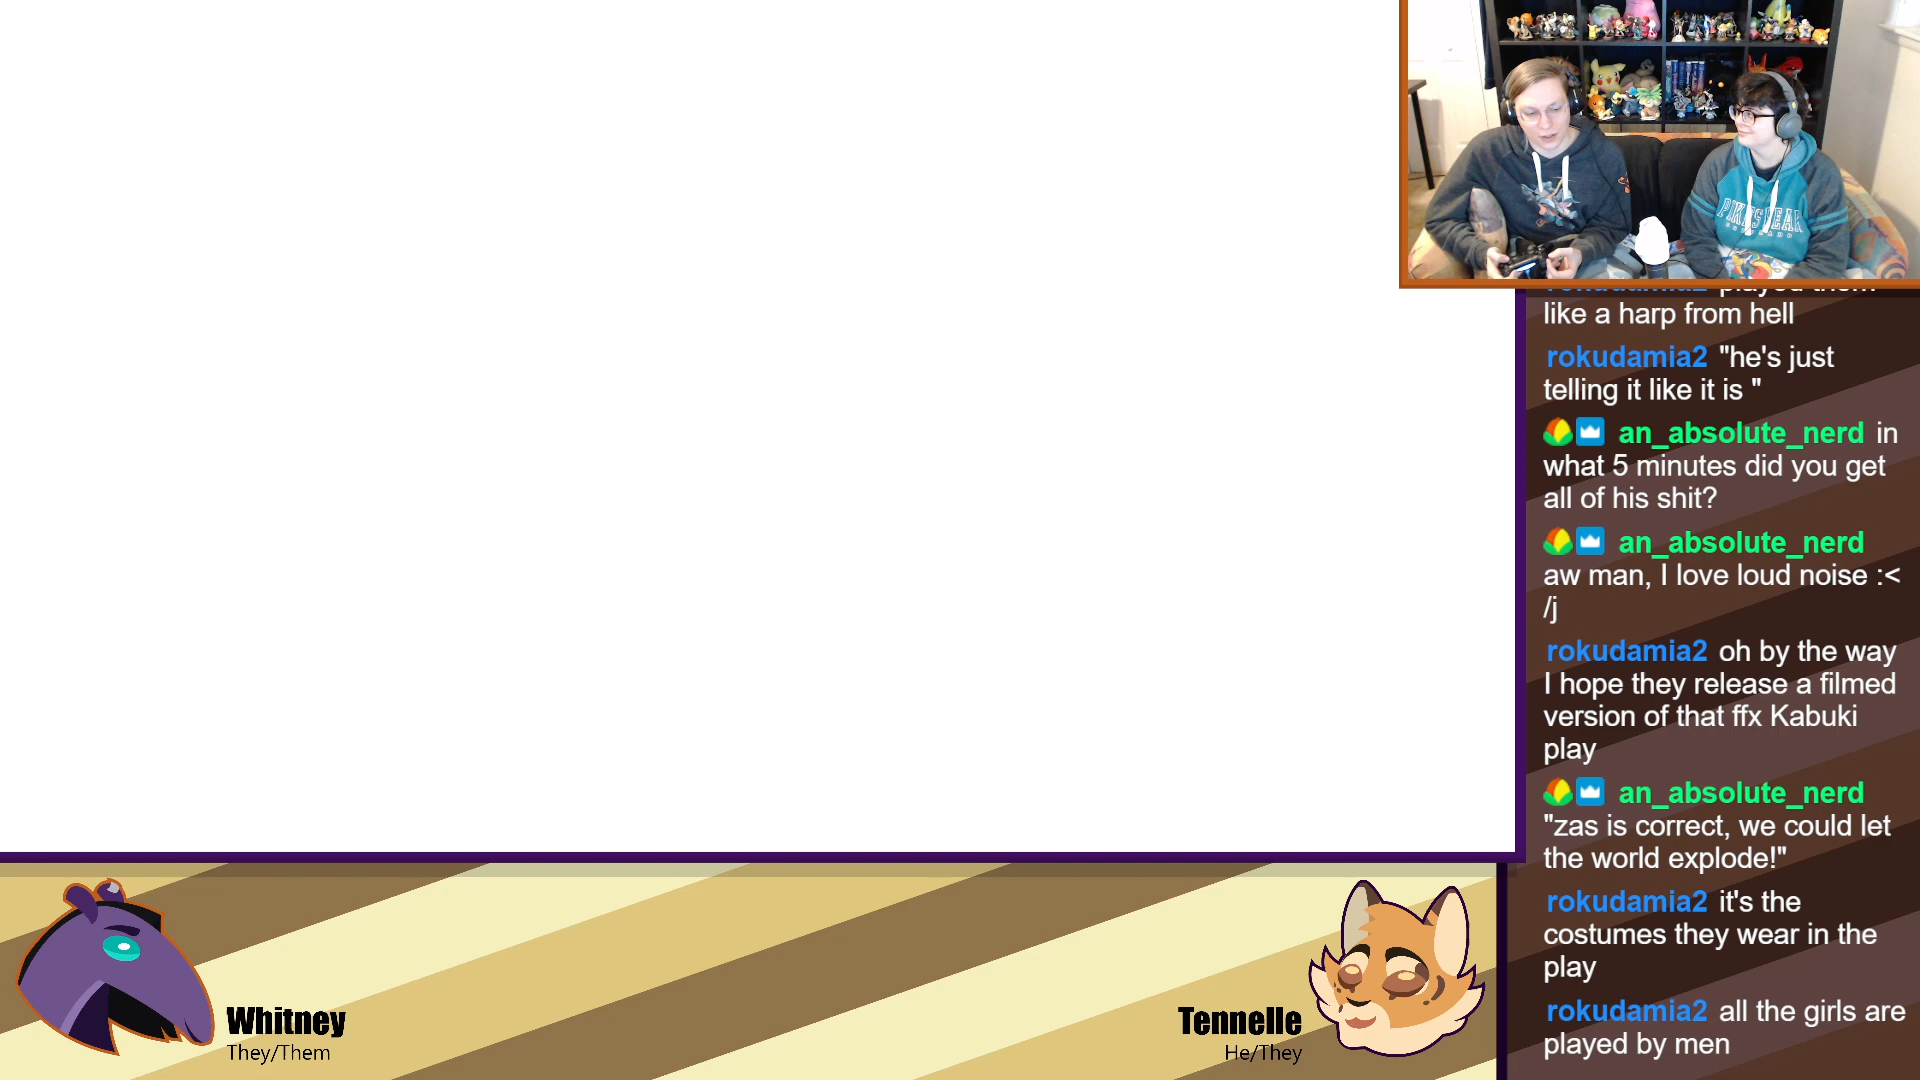 PIKES PEAK
like a harp from hell
rokudamia2 "he's just
telling it like it is "
an_absolute_nerd in
what 5 minutes did you get
all of his shit?
an_absolute_nerd
aw man, I love loud noise :<
/j
rokudamia2 oh by the way
I hope they release a filmed
version of that ffx Kabuki
play
an_absolute_nerd
"zas is correct, we could let
the world explode!"
rokudamia2 it's the
costumes they wear in the
play
rokudamia2 all the girls are
played by men
Whitney
They/Them
Tennelle
He/They